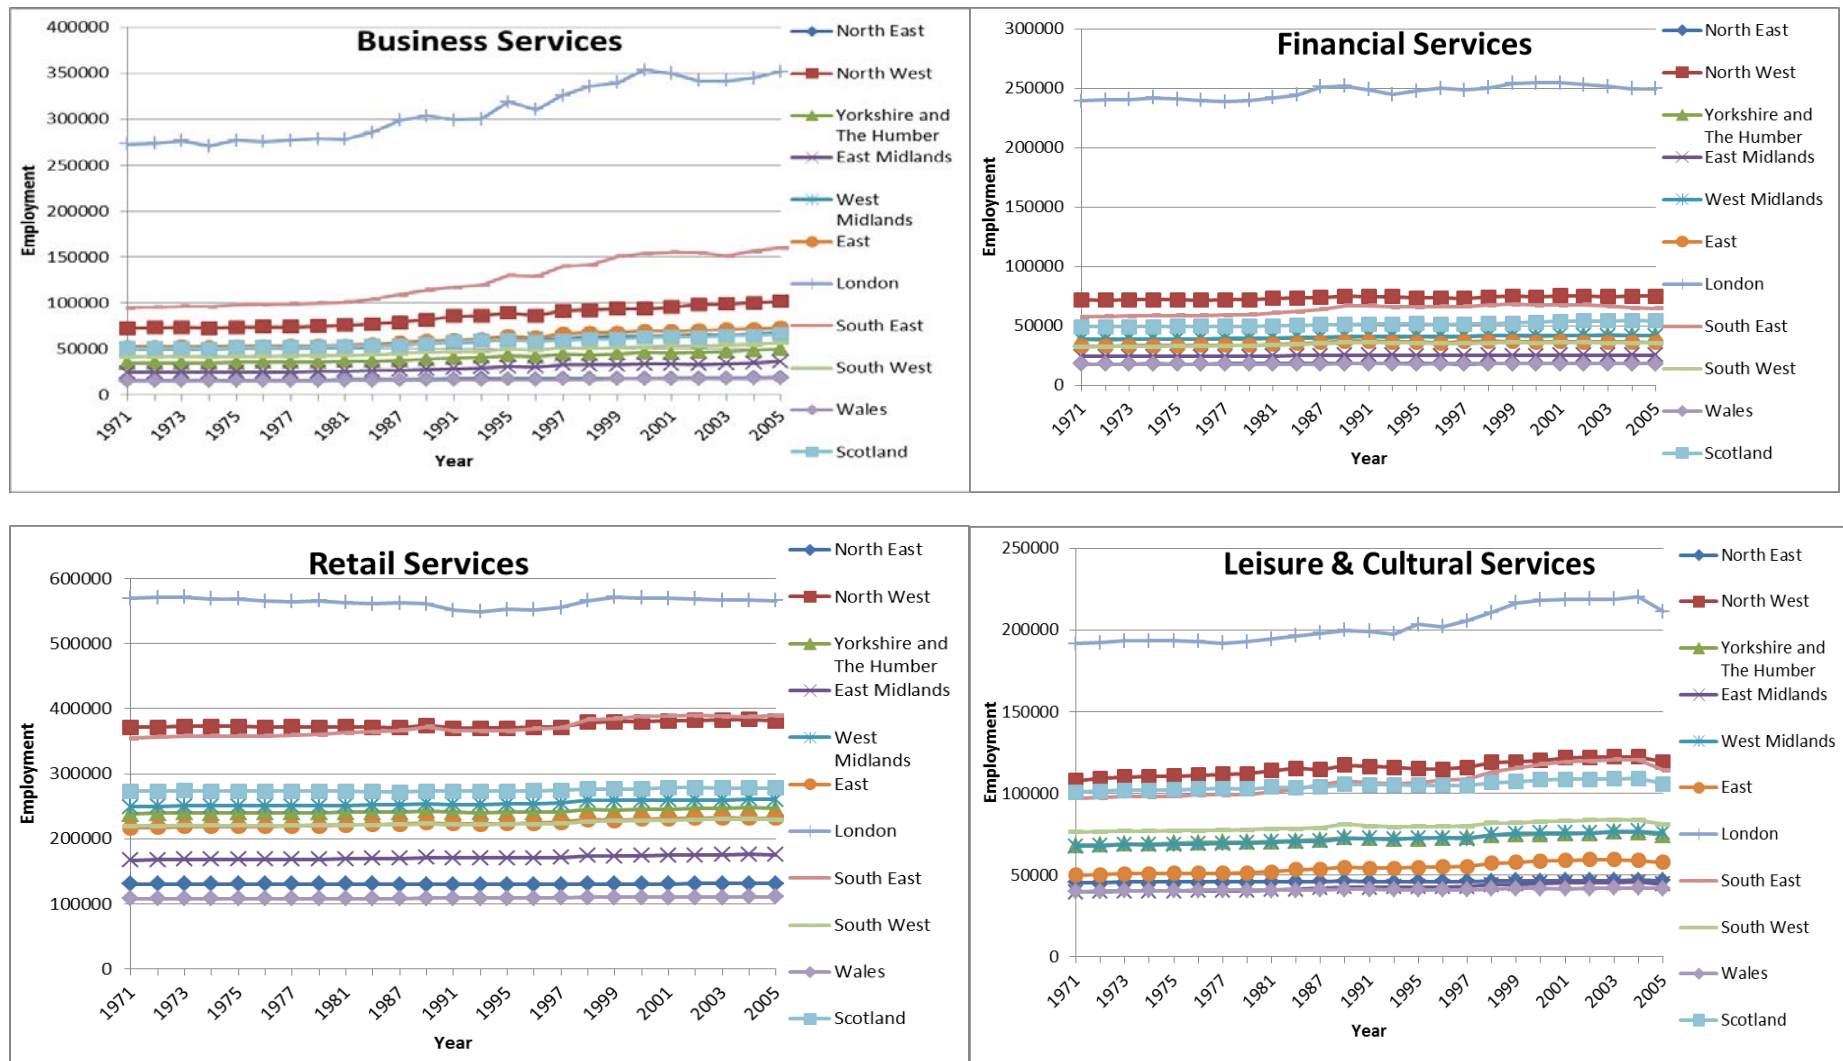 Business Services
Employment
400000
350000
300000
250000
200000
150000
100000
50000
0
1971
1973
1975
1977
1981
1987
1991
1995
1997
1999
2001
2003
2005
Year
North East
North West
Yorkshire and
The Humber
East Midlands
West
Midlands
East
London
South East
South West
Wales
Scotland
Financial Services
Employment
300000
250000
200000
150000
100000
50000
0
1971
1973
1975
1977
1981
1987
1991
1995
1997
1999
2001
2003
2005
Year
North East
North West
Yorkshire and
The Humber
East Midlands
West Midlands
East
London
South East
South West
Wales
Scotland
Retail Services
Employment
600000
500000
400000
300000
200000
100000
0
1971
1973
1975
1977
1981
1987
1991
1995
1997
1999
2001
2003
2005
Year
North East
North West
Yorkshire and
The Humber
East Midlands
West
Midlands
East
London
South East
South West
Wales
Scotland
Leisure & Cultural Services
Employment
250000
200000
150000
100000
50000
0
1971
1973
1975
1977
1981
1987
1991
1995
1997
1999
2001
2003
2005
Year
North East
North West
Yorkshire and
The Humber
East Midlands
West Midlands
East
London
South East
South West
Wales
Scotland